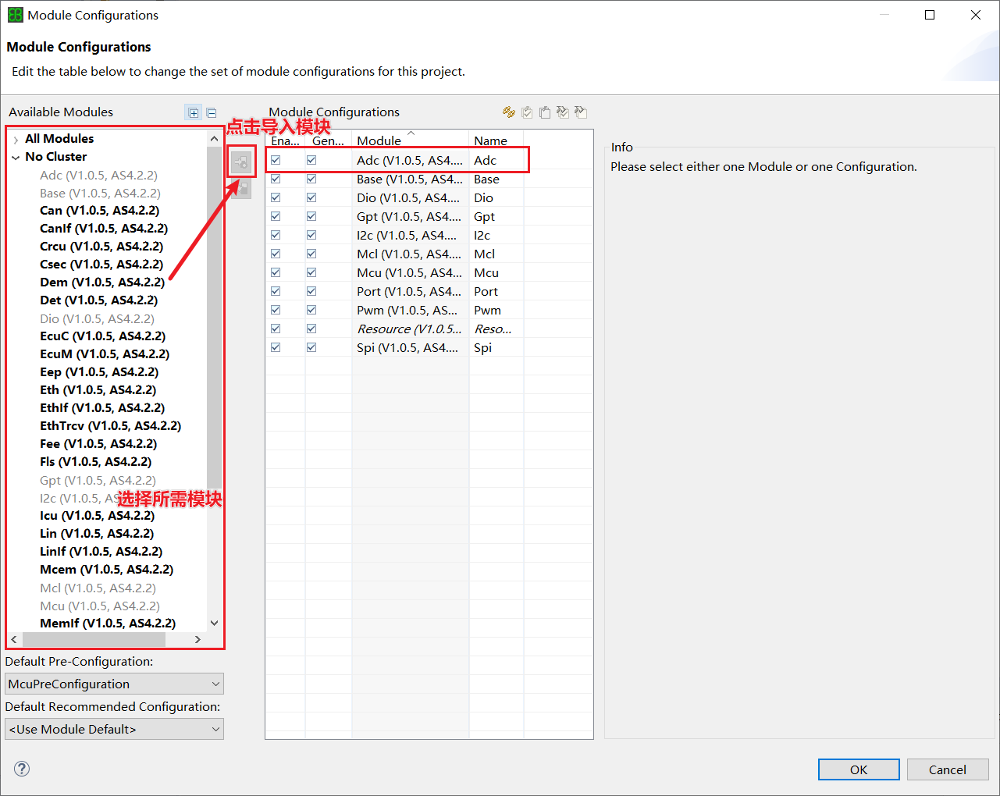 Module Configurations
Module Configurations
Edit the table below to change the set of module configurations for this project.
Available Modules
All Modules
No Cluster
Adc (V1.0.5, AS4.2.2)
Base (V1.0.5, AS4.2.2)
Can (V1.0.5, AS4.2.2)
CanIf (V1.0.5, AS4.2.2)
Crcu (V1.0.5, AS4.2.2)
Csec (V1.0.5, AS4.2.2)
Dem (V1.0.5, AS4.2.2)
Det (V1.0.5, AS4.2.2)
Dio (V1.0.5, AS4.2.2)
EcuC (V1.0.5, AS4.2.2)
EcuM (V1.0.5, AS4.2.2)
Eep (V1.0.5, AS4.2.2)
Eth (V1.0.5, AS4.2.2)
EthIf (V1.0.5, AS4.2.2)
EthTrcv (V1.0.5, AS4.2.2)
Fee (V1.0.5, AS4.2.2)
Fls (V1.0.5, AS4.2.2)
Gpt (V1.0.5, AS4.2.2)
I2c (V1.0.5, AS
选择所需模块
Icu (V1.0.5, AS4.2.2)
Lin (V1.0.5, AS4.2.2)
LinIf (V1.0.5, AS4.2.2)
Mcem (V1.0.5, AS4.2.2)
Mcl (V1.0.5, AS4.2.2)
Mcu (V1.0.5, AS4.2.2)
MemIf (V1.0.5, AS4.2.2)
Default Pre-Configuration:
McuPreConfiguration
Default Recommended Configuration:
<Use Module Default>
点击导入模块
Module Configurations
Ena... Gen... Module Name
Adc (V1.0.5, AS4.... Adc
Base (V1.0.5, AS4... Base
Dio (V1.0.5, AS4.... Dio
Gpt (V1.0.5, AS4.... Gpt
I2c (V1.0.5, AS4.... I2c
Mcl (V1.0.5, AS4.... Mcl
Mcu (V1.0.5, AS4... Mcu
Port (V1.0.5, AS4... Port
Pwm (V1.0.5, AS... Pwm
Resource (V1.0.5... Reso...
Spi (V1.0.5, AS4.... Spi
Info
Please select either one Module or one Configuration.
OK
Cancel